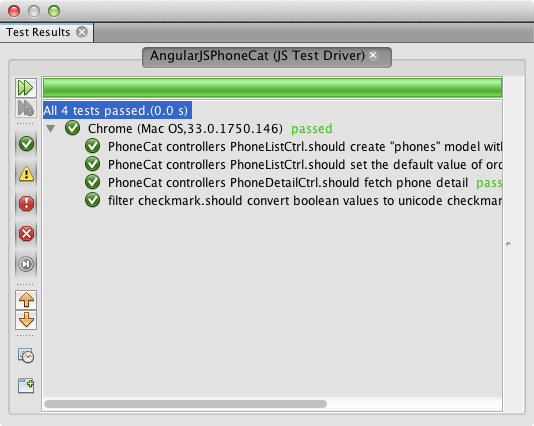 Test Results
AngularJSPhoneCat (JS Test Driver)
All 4 tests passed.(0.0 s)
Chrome (Mac OS,33.0.1750.146) passed
PhoneCat controllers PhoneListCtrl.should create "phones" model with
PhoneCat controllers PhoneListCtrl.should set the default value of
PhoneCat controllers PhoneDetailCtrl.should fetch phone detail pass
filter checkmark.should convert boolean values to unicode checkmar